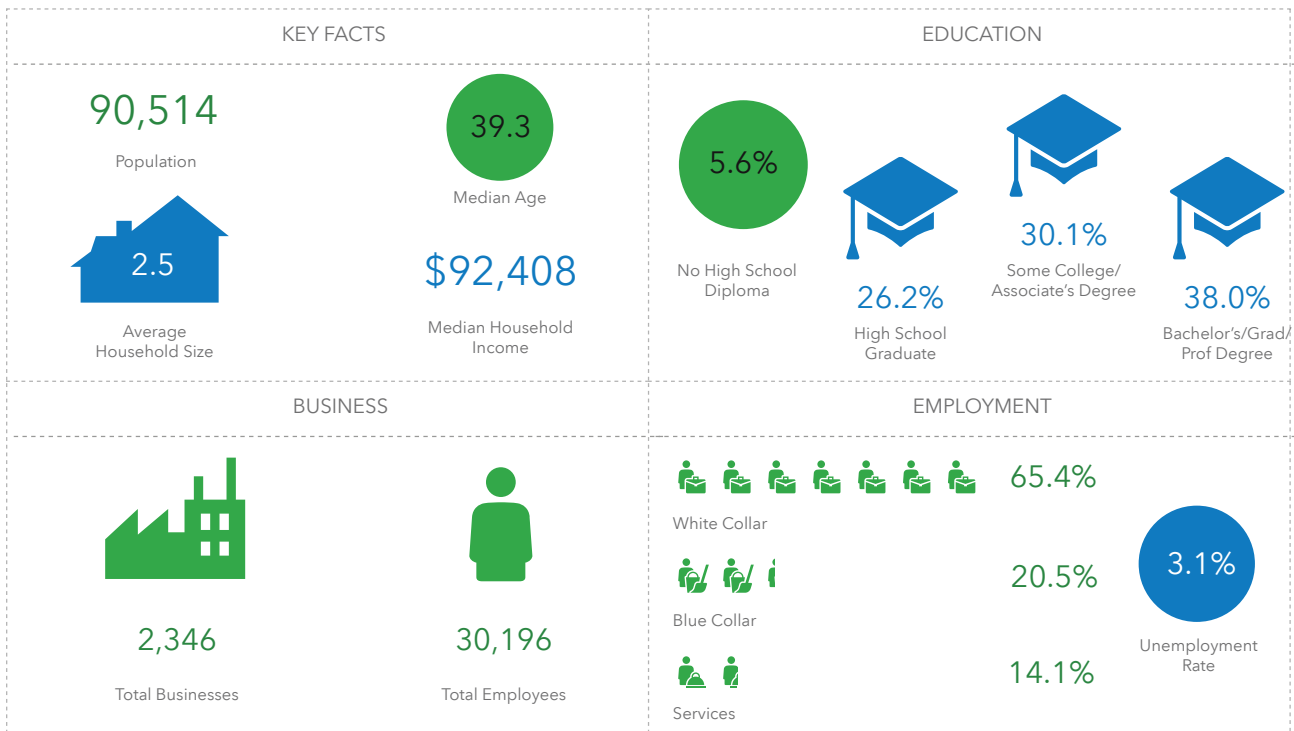 KEY FACTS
90,514
Population
39.3
Median Age
2.5
Average
Household Size
$92,408
Median Household
Income
EDUCATION
5.6%
No High School
Diploma
26.2%
High School
Graduate
30.1%
Some College/
Associate's Degree
38.0%
Bachelor's/Grad/
Prof Degree
BUSINESS
2,346
Total Businesses
30,196
Total Employees
EMPLOYMENT
65.4%
White Collar
20.5%
Blue Collar
14.1%
Services
3.1%
Unemployment
Rate